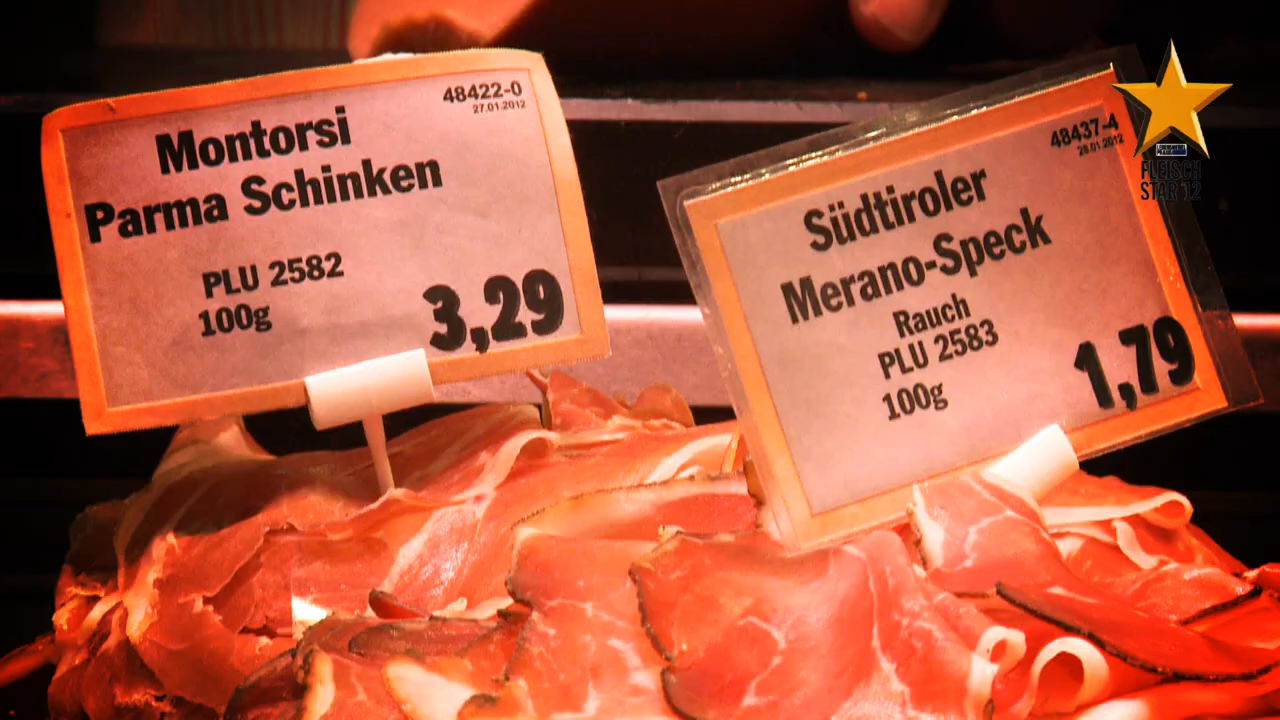 48422-0
27.01.2012
Montorsi
Parma Schinken
PLU 2582
100g
3,29
48437-4
28.01.2012
Südtiroler
Merano-Speck
Rauch
PLU 2583
100g
1,79
FLEISCH
STAR '12